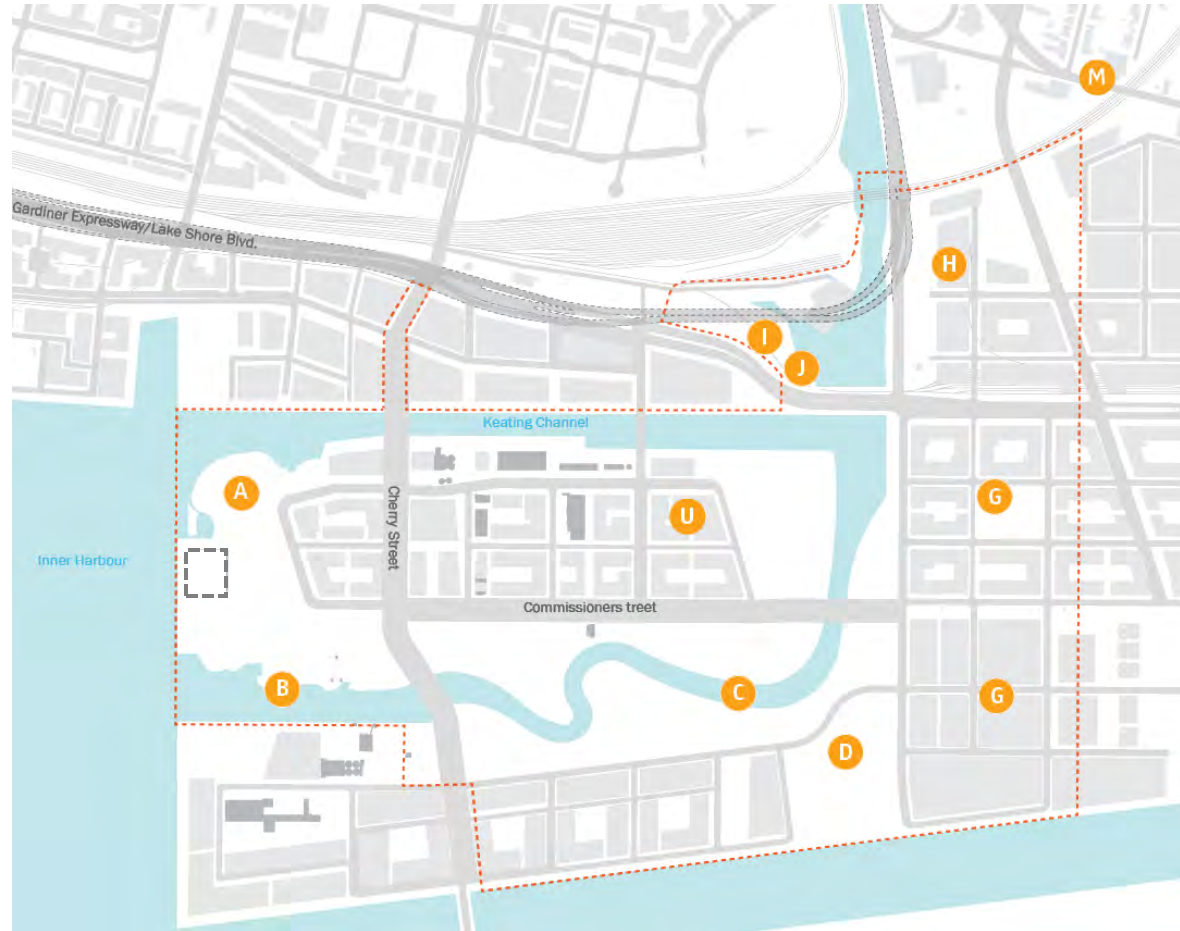 M
Gardiner Expressway/Lake Shore Blvd.
H
I
J
Keating Channel
A
Cherry Street
U
G
Inner Harbour
Commissioners treet
B
C
G
D